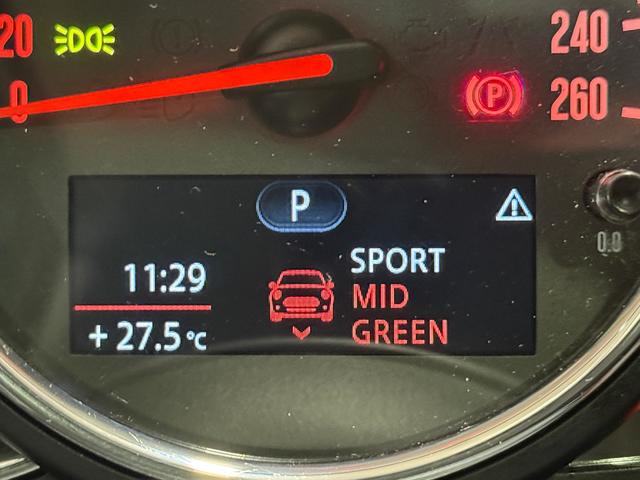 20
0
240
P
260
P
SPORT
11:29
MID
+ 27.5°C
GREEN
0.0